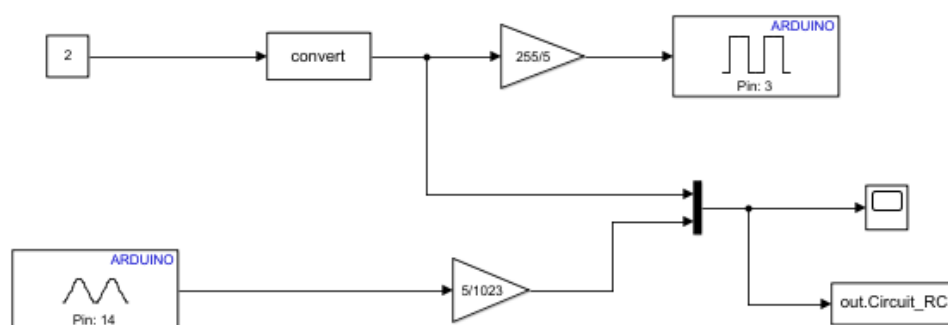 2
convert
255/5
ARDUINO
Pin: 3
ARDUINO
Pin: 14
5/1023
out.Circuit_RC